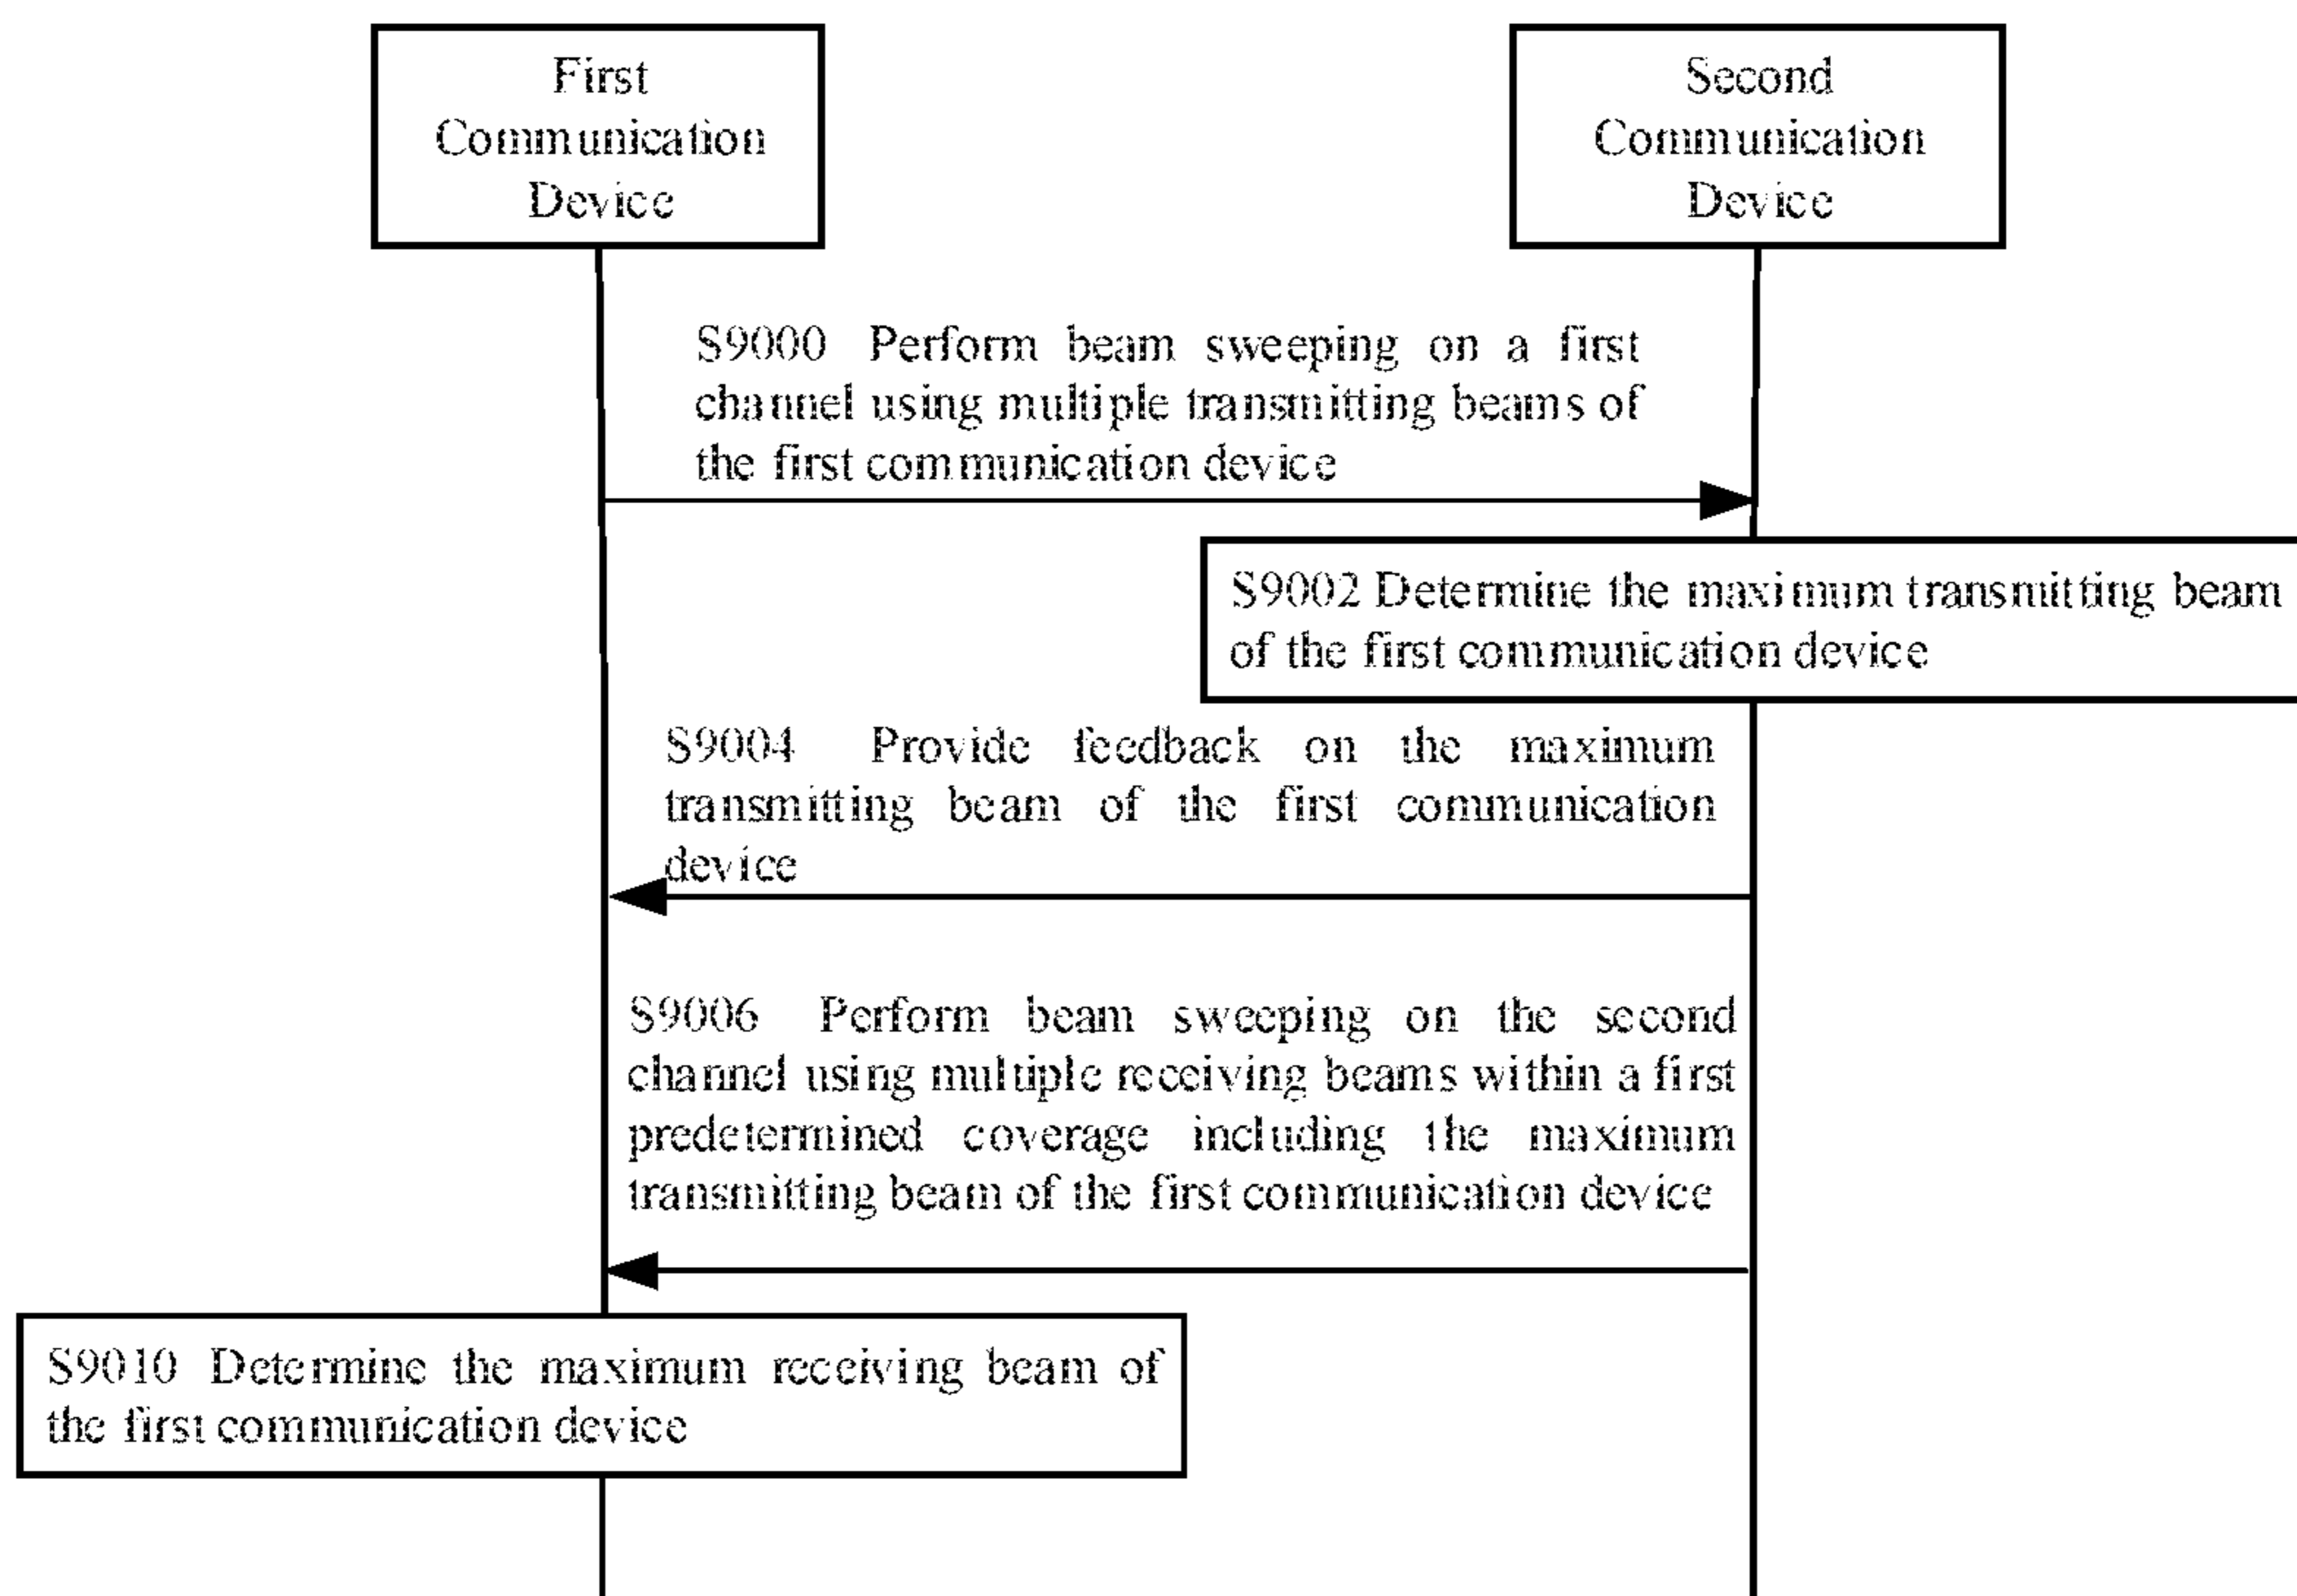 First
Communication
Device
Second
Communication
Device
S9000 Perform beam sweeping on a first
channel using multiple transmitting beams of
the first communication device
S9002 Determine the maximum transmitting beam
of the first communication device
S9004 Provide feedback on the maximum
transmitting beam of the first communication
device
S9006 Perform beam sweeping on the second
channel using multiple receiving beams within a first
predetermined coverage including the maximum
transmitting beam of the first communication device
S9010 Determine the maximum receiving beam of
the first communication device